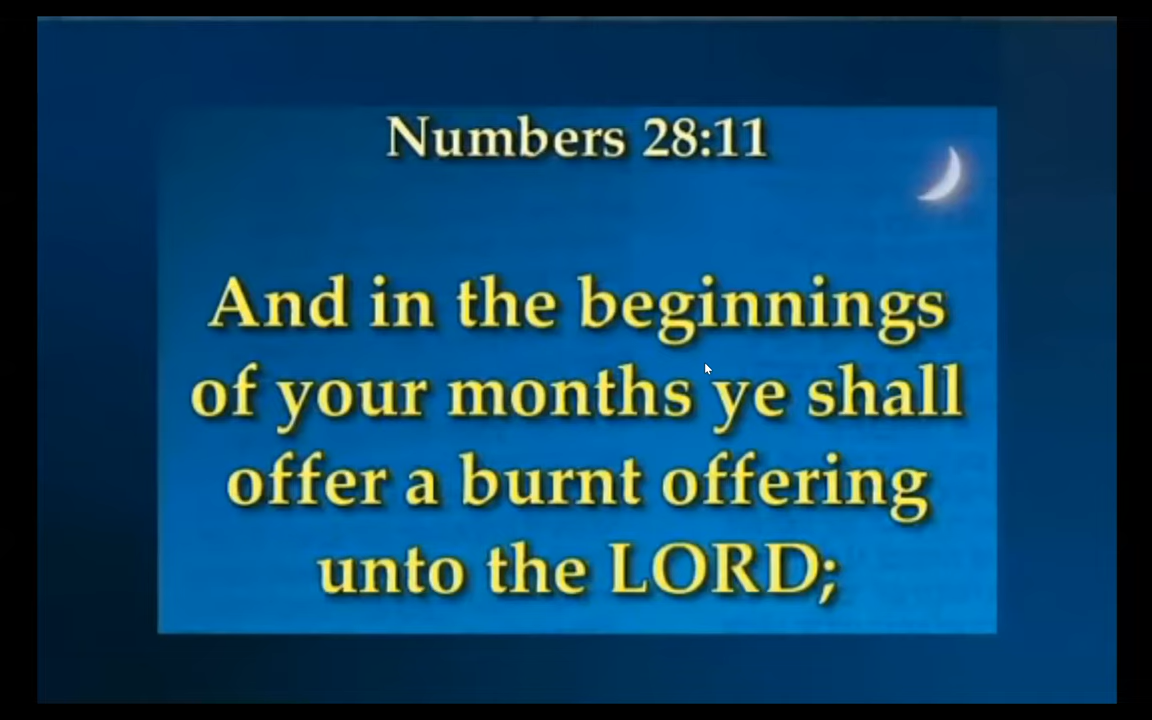 Numbers 28:11
And in the beginnings
of your months ye shall
offer a burnt offering
unto the LORD;